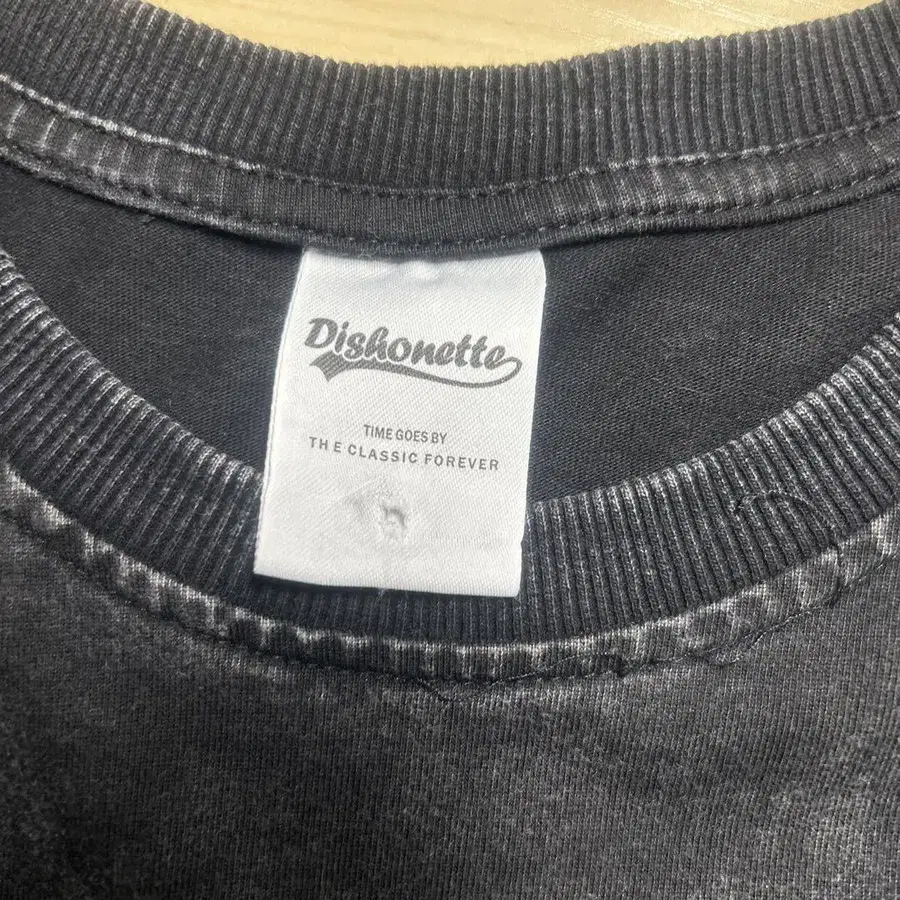 Dishonette
TIME GOES BY
THE CLASSIC FOREVER